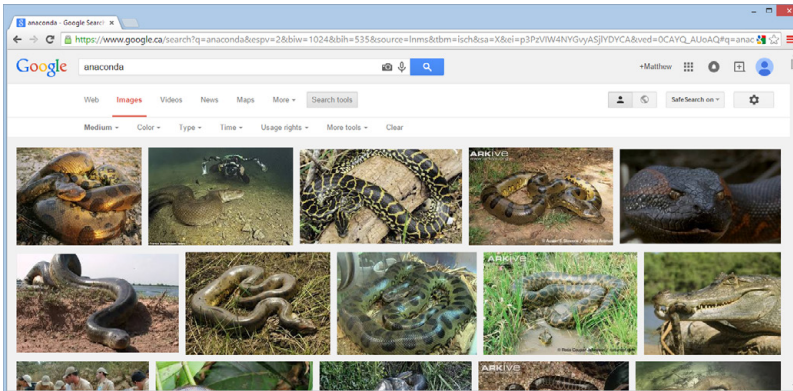 anaconda - Google Search
https://www.google.ca/search?q=anaconda&espv=2&biw=1024&bih=535&source=lnms&tbm=isch&sa=X&ei=p3PzVIW4NYGvyASjlYDYCA&ved=0CAYQ_AUoAQ#q=anac
Google anaconda +Matthew
Web Images Videos News Maps More Search tools SafeSearch on
Medium Color Type Time Usage rights More tools Clear
ARKIVE
ARKIVE
ARKIVE